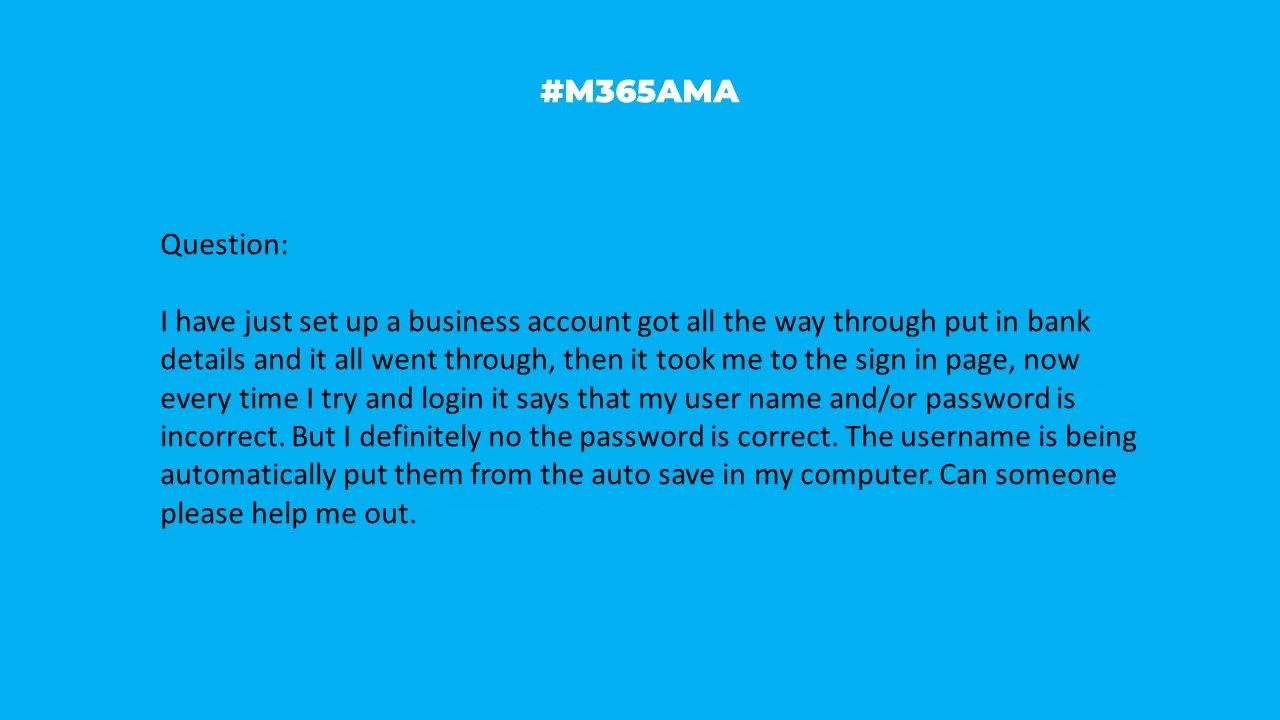 #M365AMA
Question:
I have just set up a business account got all the way through put in bank
details and it all went through, then it took me to the sign in page, now
every time I try and login it says that my user name and/or password is
incorrect. But I definitely no the password is correct. The username is being
automatically put them from the auto save in my computer. Can someone
please help me out.